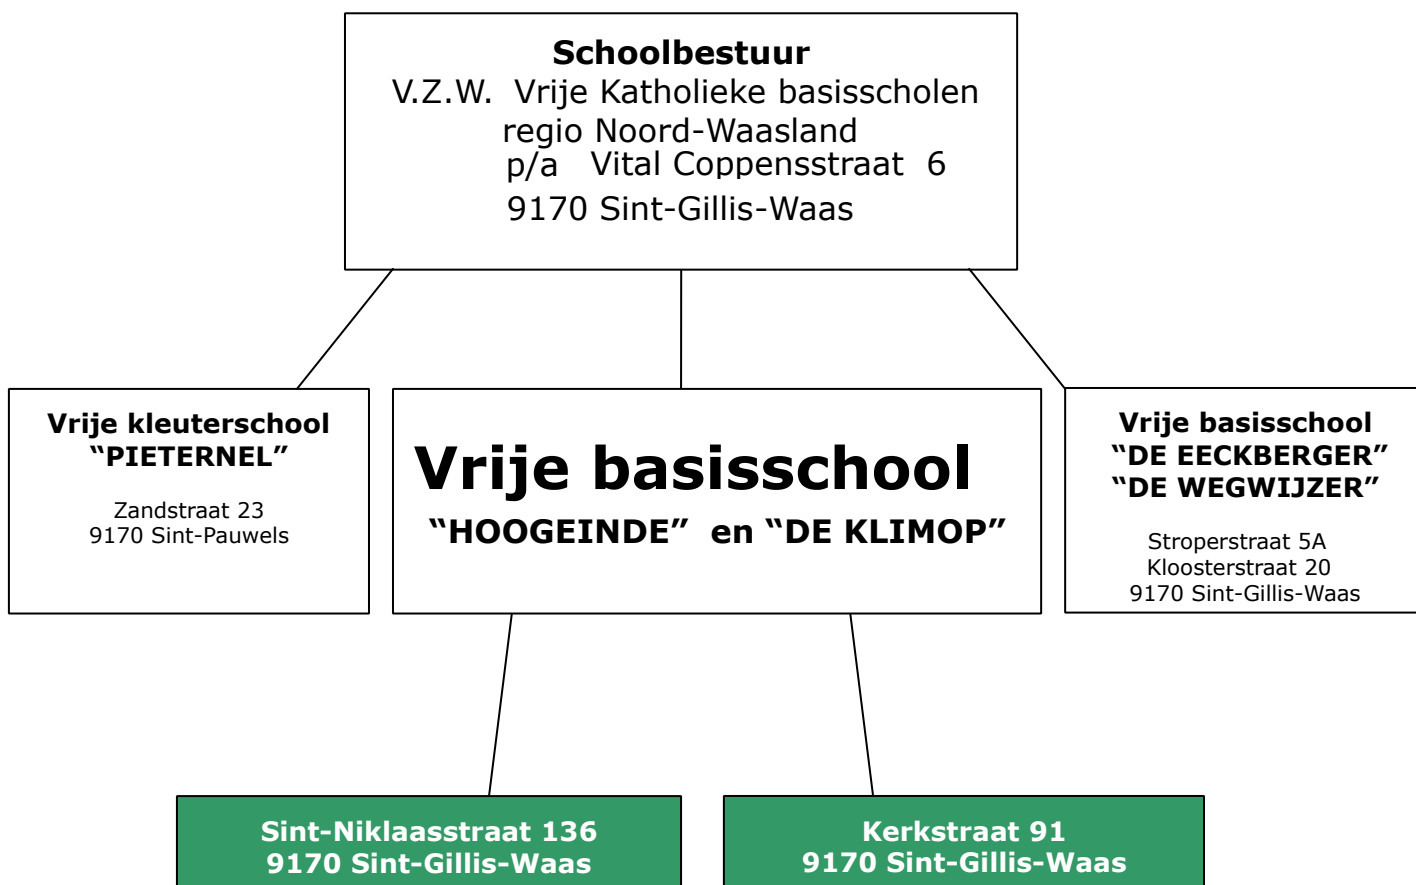 Schoolbestuur
V.Z.W. Vrije Katholieke basisscholen
regio Noord-Waasland
p/a Vital Coppensstraat 6
9170 Sint-Gillis-Waas
Vrije kleuterschool
“PIETERNEL”
Zandstraat 23
9170 Sint-Pauwels
Vrije basisschool
“HOOGEINDE” en “DE KLIMOP”
Vrije basisschool
“DE EECKBERGER”
“DE WEGWIJZER”
Stroperstraat 5A
Kloosterstraat 20
9170 Sint-Gillis-Waas
Sint-Niklaasstraat 136
9170 Sint-Gillis-Waas
Kerkstraat 91
9170 Sint-Gillis-Waas